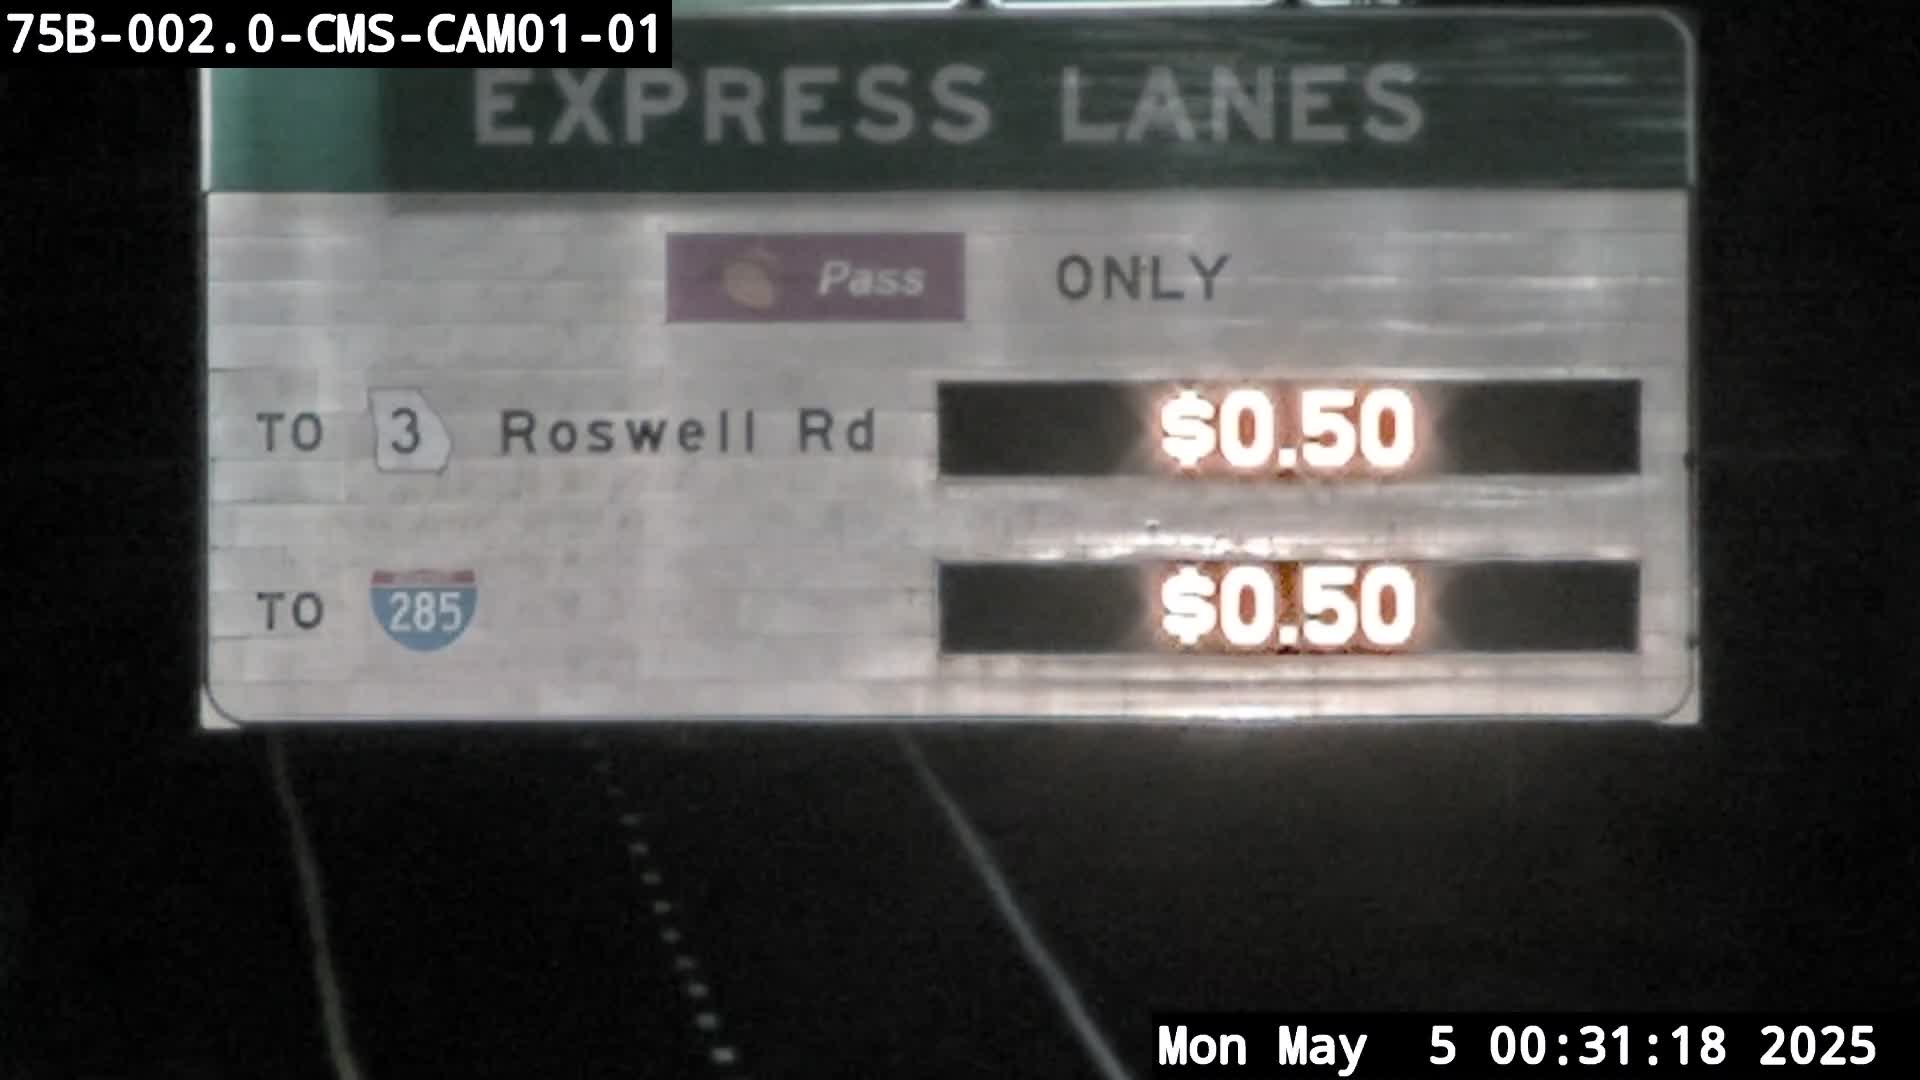 75B-002.0-CMS-CAM01-01
EXPRESS LANES
Pass ONLY
TO 3 Roswell Rd $0.50
TO 285 $0.50
Mon May 5 00:31:18 2025